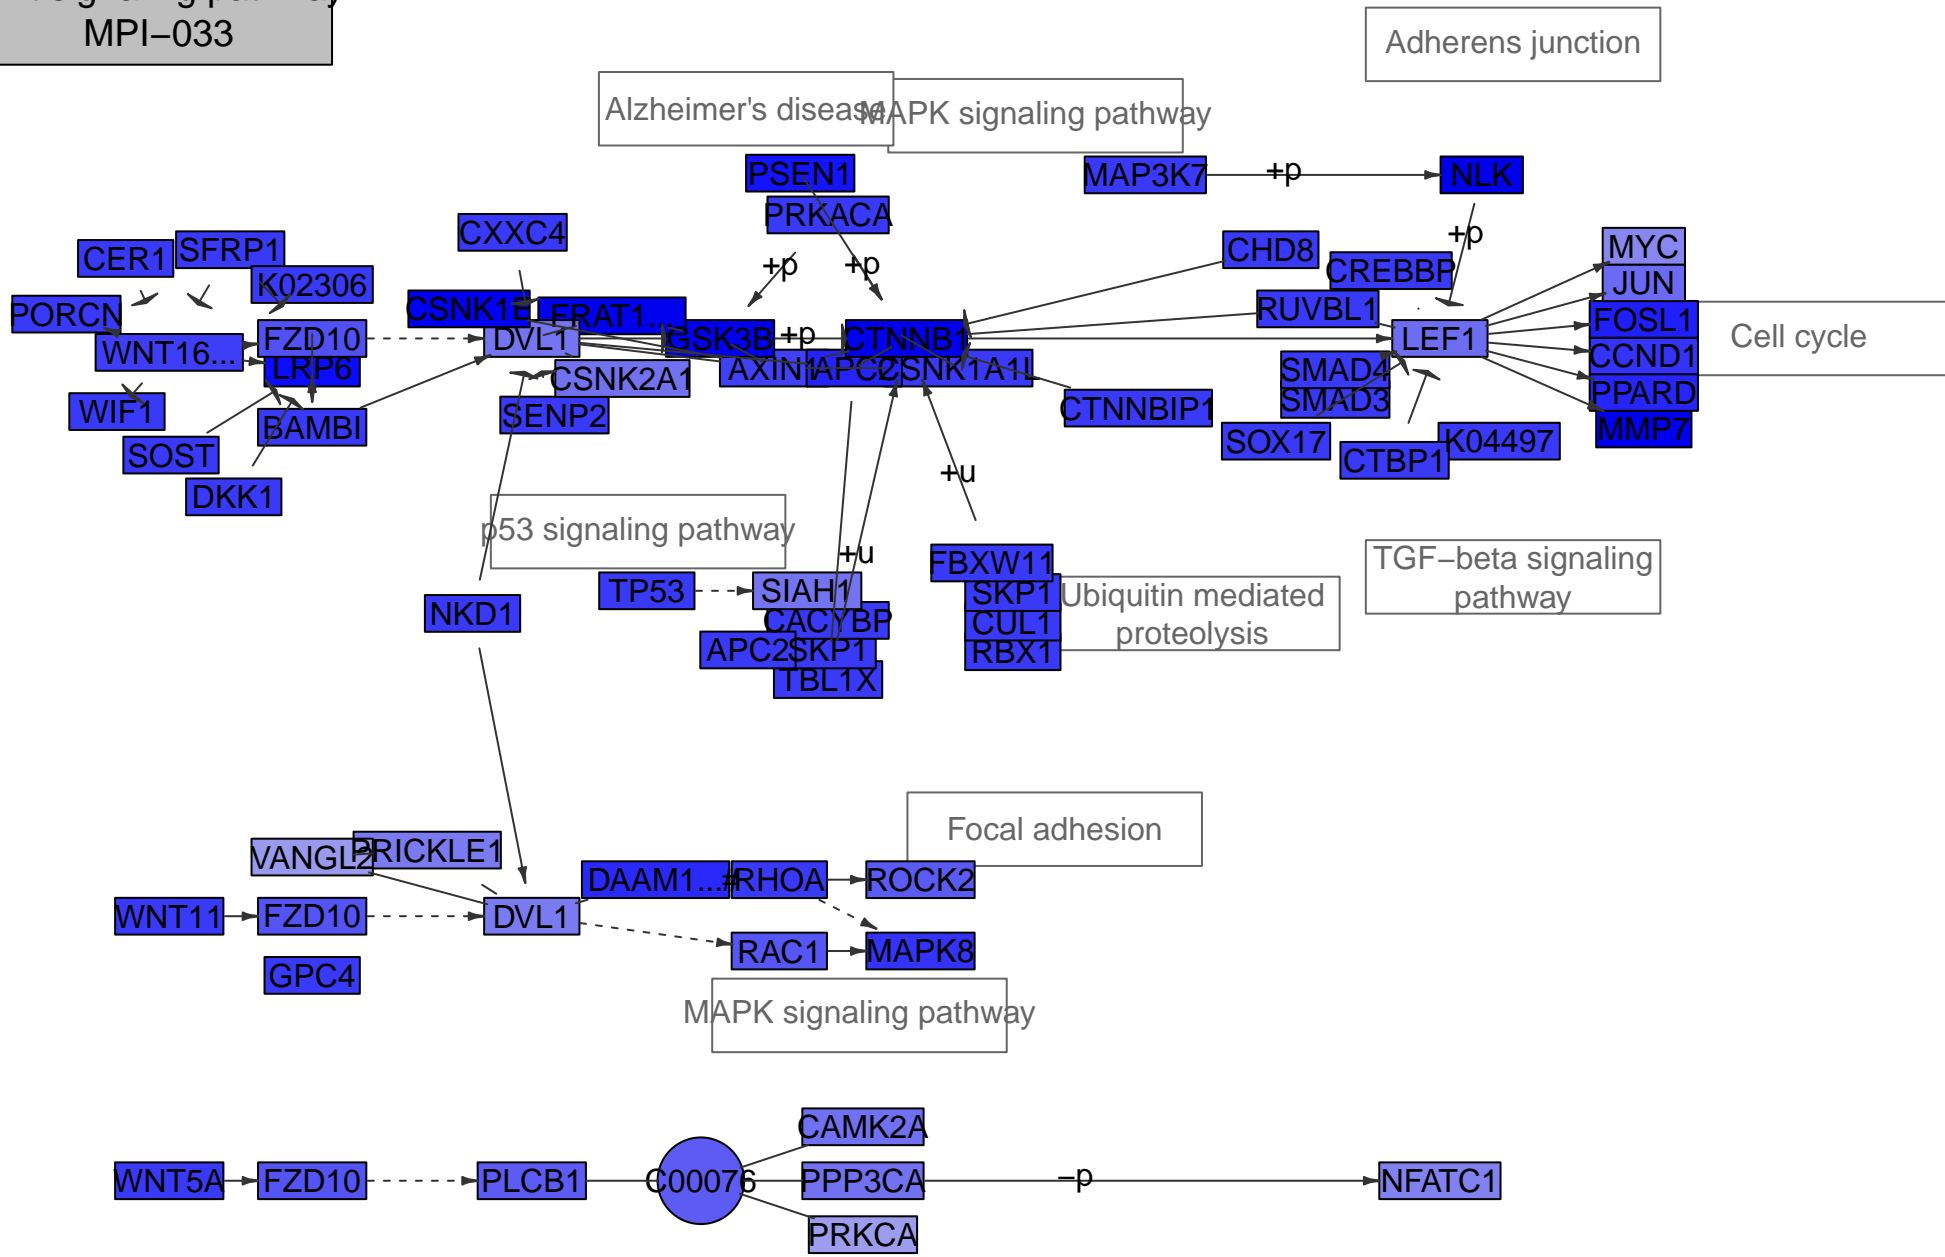 signaling pathway
MPI−033
Adherens junction
Alzheimer's disease
MAPK signaling pathway
PSEN1
MAP3K7
+p
NLK
PRKACA
CXXC4
CER1
SFRP1
K02306
+p
+p
CHD8
CREBBP
+p
MYC
JUN
PORCN
CSNK1E
FRAT1...
RUVBL1
FOSL1
WNT16...
FZD10
DVL1
GSK3B
+p
CTNNB1
LEF1
Cell cycle
LRP6
CSNK2A1
AXIN1
APC2
CSNK1A1L
SMAD4
CCND1
PPARD
WIF1
BAMBI
SENP2
CTNNBIP1
SMAD3
MMP7
SOST
SOX17
CTBP1
K04497
DKK1
+u
p53 signaling pathway
+u
TGF−beta signaling
pathway
FBXW11
TP53
SIAH1
SKP1
Ubiquitin mediated
proteolysis
NKD1
CACYBP
CUL1
APC2
SKP1
RBX1
TBL1X
Focal adhesion
VANGL2
PRICKLE1
DAAM1...
RHOA
ROCK2
WNT11
FZD10
DVL1
RAC1
MAPK8
GPC4
MAPK signaling pathway
CAMK2A
WNT5A
FZD10
PLCB1
C00076
PPP3CA
−p
NFATC1
PRKCA